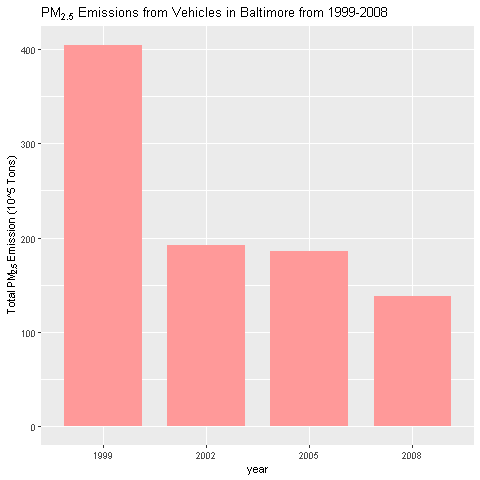 PM2.5 Emissions from Vehicles in Baltimore from 1999-2008
Total PM2.5 Emission (10^5 Tons)
400
300
200
100
0
1999 2002 2005 2008
year